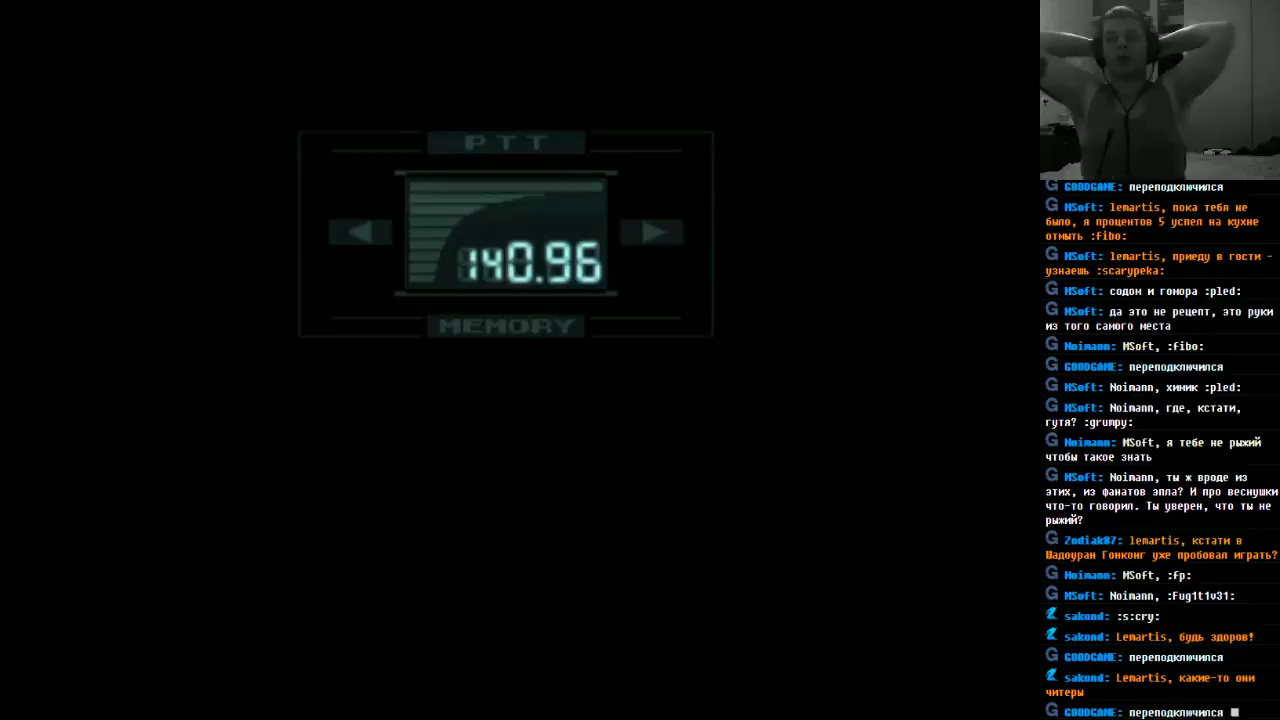 PTT
140.96
MEMORY
GOODGAME: переподключился
MSoft: lemartis, пока тебя не
было, я процентов 5 успел на кухне
отмыть :fibo:
MSoft: lemartis, приеду в гости -
узнаешь :scarypeka:
MSoft: содом и гомора :pled:
MSoft: да это не рецепт, это руки
из того самого места
Noimann: MSoft, :fibo:
GOODGAME: переподключился
MSoft: Noimann, химик :pled:
MSoft: Noimann, где, кстати,
гутя? :grumpy:
Noimann: MSoft, я тебе не рыжий
чтобы такое знать
MSoft: Noimann, ты ж вроде из
этих, из фанатов эпла? И про веснушки
что-то говорил. Ты уверен, что ты не
рыжий?
Zodiak87: lemartis, кстати в
Шадоуран Гонконг уже пробовал играть?
Noimann: MSoft, :fp:
MSoft: Noimann, :Fug1t1v31:
sakond: :s:cry:
sakond: Lemartis, будь здоров!
GOODGAME: переподключился
sakond: Lemartis, какие-то они
читеры
GOODGAME: переподключился